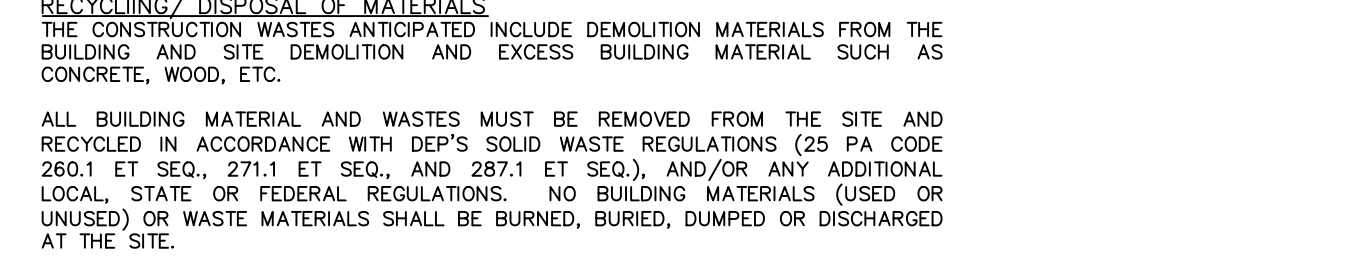 RECYCLIING/ DISPOSAL OF MATERIALS
THE CONSTRUCTION WASTES ANTICIPATED INCLUDE DEMOLITION MATERIALS FROM THE
BUILDING AND SITE DEMOLITION AND EXCESS BUILDING MATERIAL SUCH AS
CONCRETE, WOOD, ETC.
ALL BUILDING MATERIAL AND WASTES MUST BE REMOVED FROM THE SITE AND
RECYCLED IN ACCORDANCE WITH DEP'S SOLID WASTE REGULATIONS (25 PA CODE
260.1 ET SEQ., 271.1 ET SEQ., AND 287.1 ET SEQ.), AND/OR ANY ADDITIONAL
LOCAL, STATE OR FEDERAL REGULATIONS. NO BUILDING MATERIALS (USED OR
UNUSED) OR WASTE MATERIALS SHALL BE BURNED, BURIED, DUMPED OR DISCHARGED
AT THE SITE.